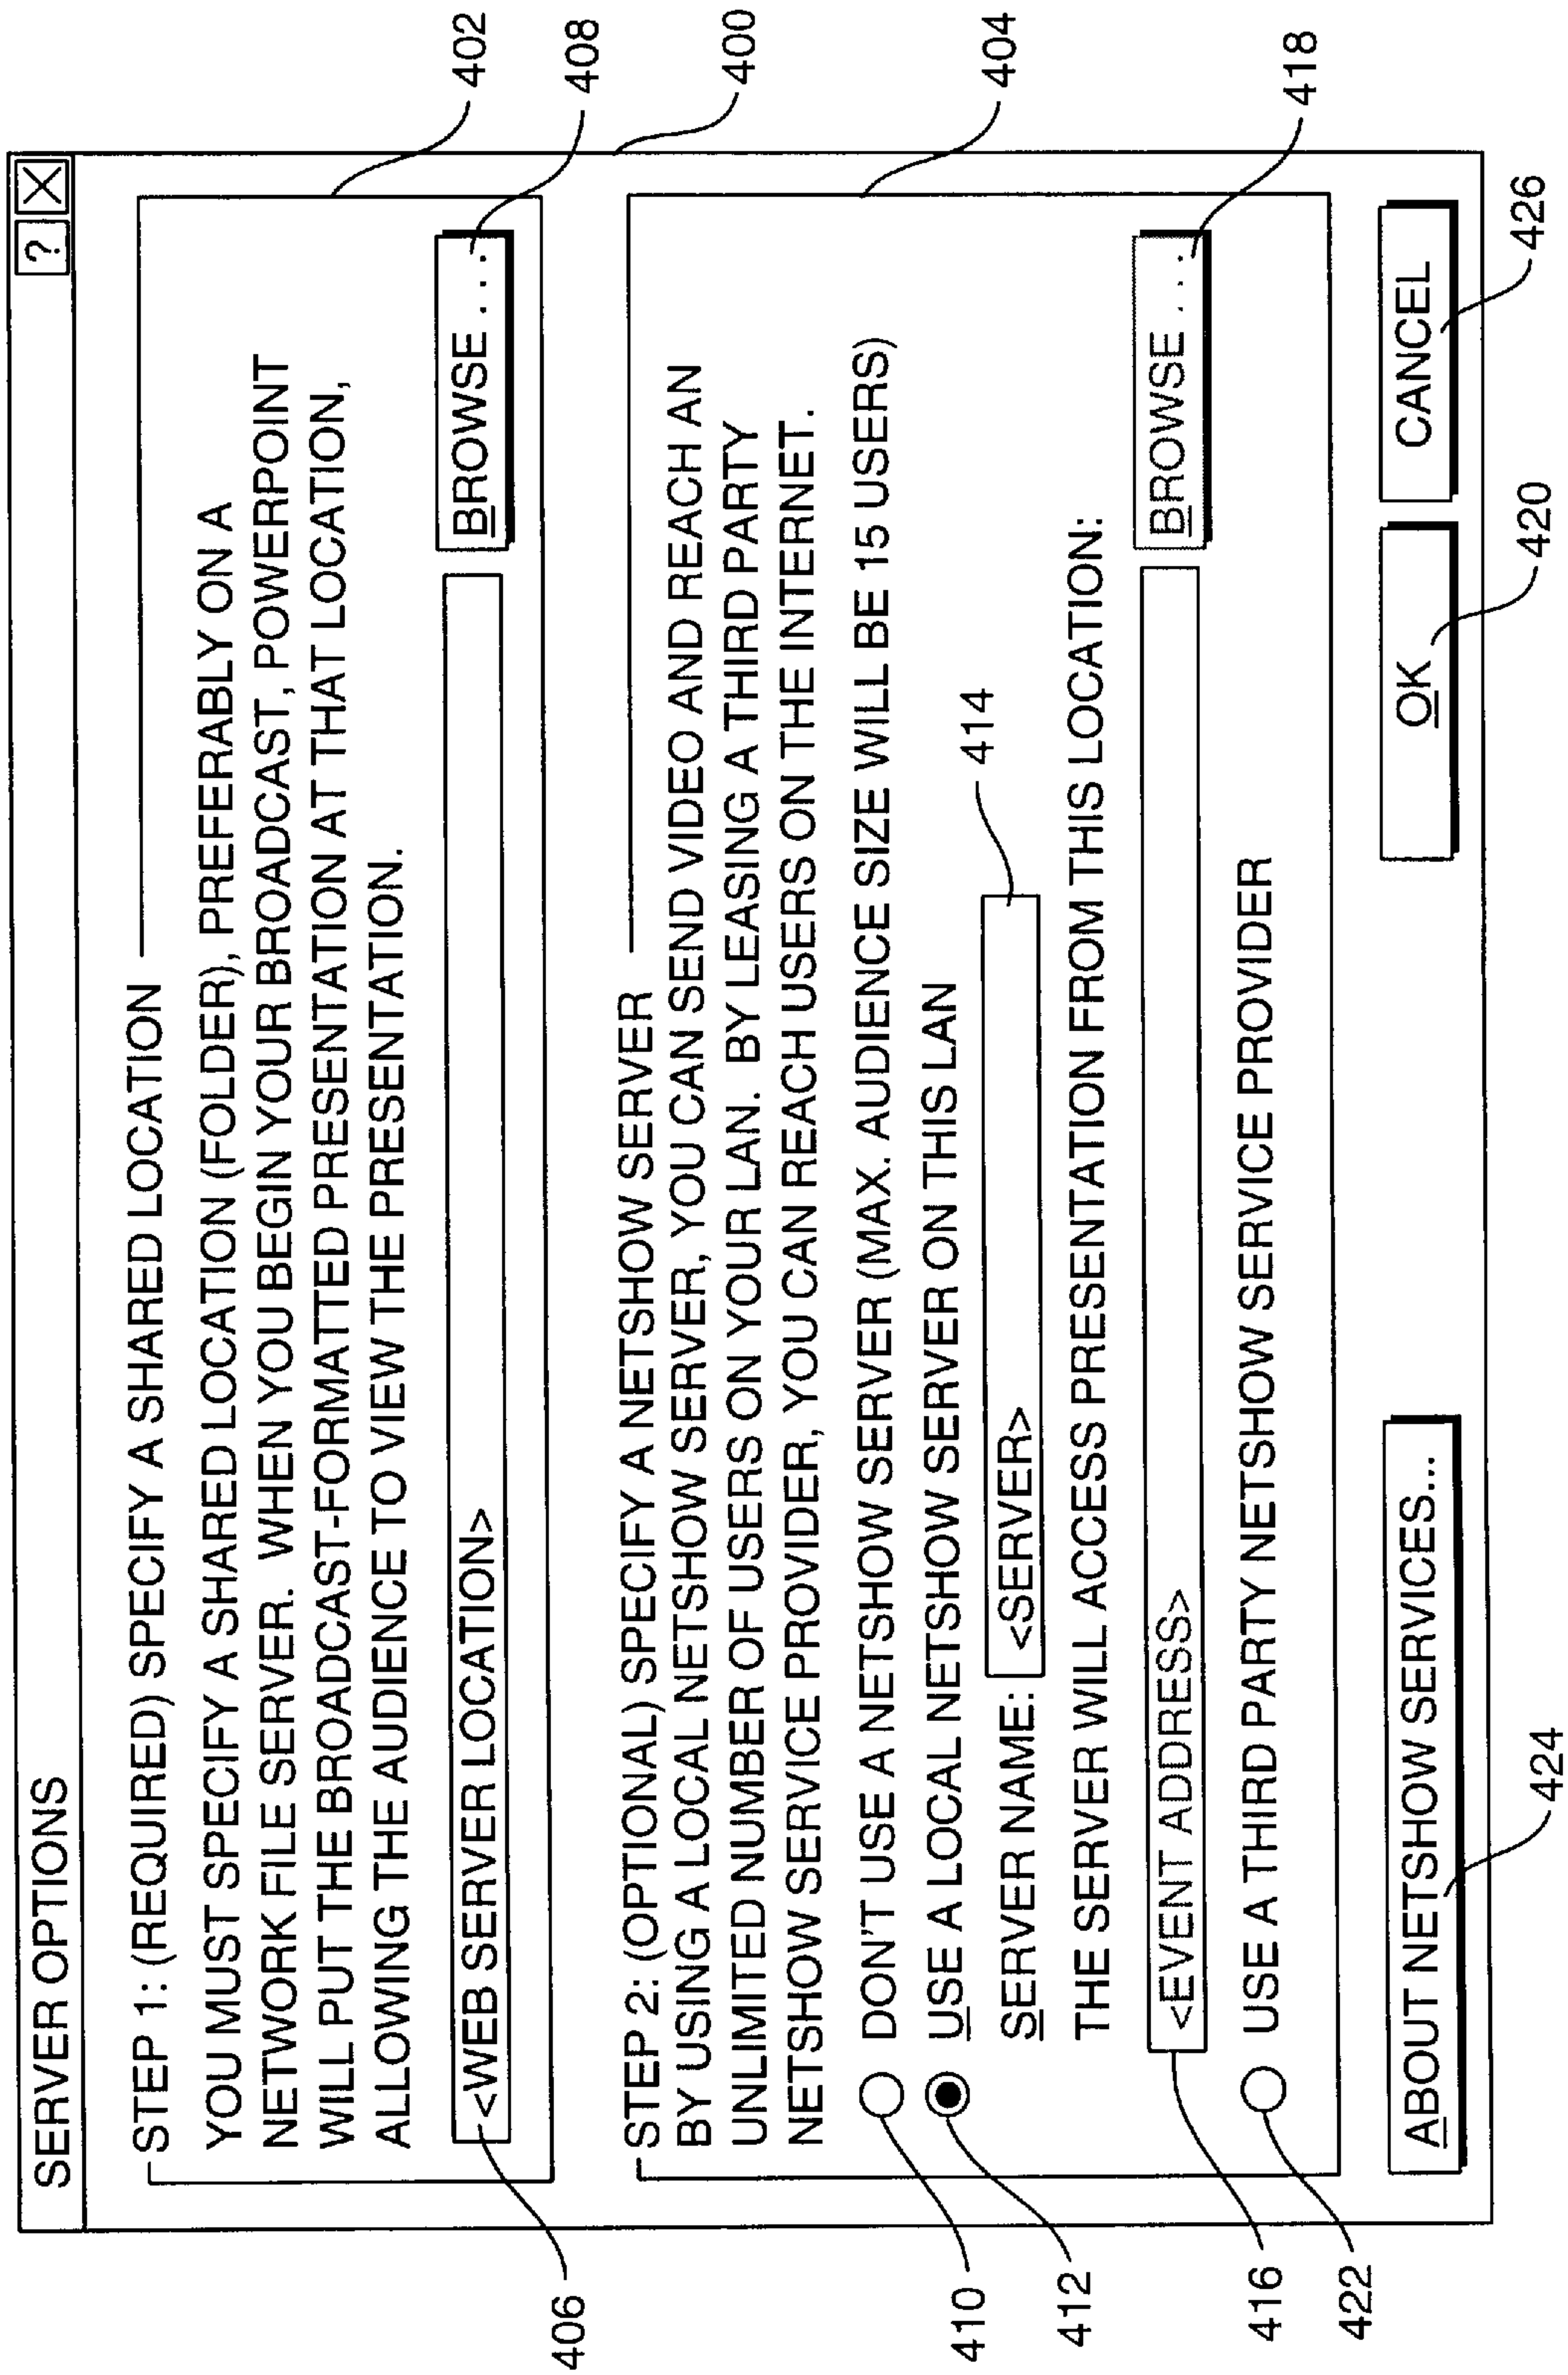 SERVER OPTIONS
?
402
STEP 1: (REQUIRED) SPECIFY A SHARED LOCATION
YOU MUST SPECIFY A SHARED LOCATION (FOLDER), PREFERABLY ON A
NETWORK FILE SERVER. WHEN YOU BEGIN YOUR BROADCAST, POWERPOINT
WILL PUT THE BROADCAST-FORMATTED PRESENTATION AT THAT LOCATION,
ALLOWING THE AUDIENCE TO VIEW THE PRESENTATION.
<WEB SERVER LOCATION>
BROWSE . . .
408
406
400
STEP 2: (OPTIONAL) SPECIFY A NETSHOW SERVER
BY USING A LOCAL NETSHOW SERVER, YOU CAN SEND VIDEO AND REACH AN
UNLIMITED NUMBER OF USERS ON YOUR LAN. BY LEASING A THIRD PARTY
NETSHOW SERVICE PROVIDER, YOU CAN REACH USERS ON THE INTERNET.
404
DON'T USE A NETSHOW SERVER (MAX. AUDIENCE SIZE WILL BE 15 USERS)
410
USE A LOCAL NETSHOW SERVER ON THIS LAN
412
SERVER NAME:
<SERVER>
414
THE SERVER WILL ACCESS PRESENTATION FROM THIS LOCATION:
<EVENT ADDRESS>
BROWSE . . .
418
416
USE A THIRD PARTY NETSHOW SERVICE PROVIDER
422
ABOUT NETSHOW SERVICES...
OK
CANCEL
424
420
426